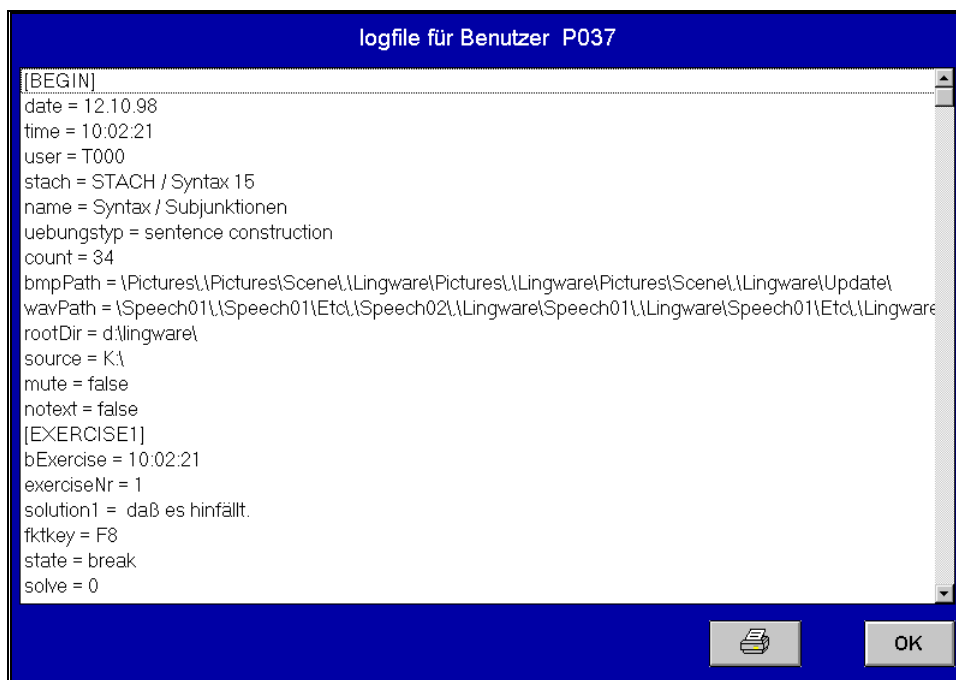 logfile für Benutzer P037
[BEGIN]
date = 12.10.98
time = 10:02:21
user = T000
stach = STACH / Syntax 15
name = Syntax / Subjunktionen
uebungstyp = sentence construction
count = 34
bmpPath = \Pictures\,\Pictures\Scene\,\Lingware\Pictures\,\Lingware\Pictures\Scene\,\Lingware\Update\
wavPath = \Speech01\,\Speech01\Etc\,\Speech02\,\Lingware\Speech01\,\Lingware\Speech01\Etc\,\Lingware
rootDir = d:\lingware\
source = K:\
mute = false
notext = false
[EXERCISE1]
bExercise = 10:02:21
exerciseNr = 1
solution1 = daß es hinfällt.
fktkey = F8
state = break
solve = 0
OK